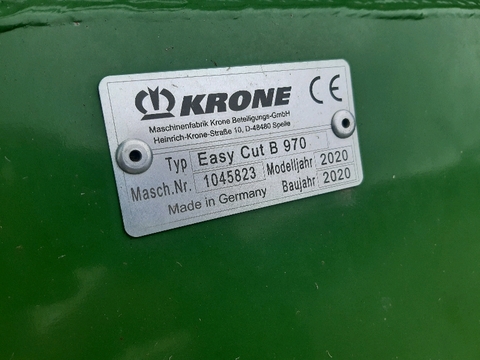 KRONE CE
Maschinenfabrik Krone Beteiligungs-GmbH
Heinrich-Krone-Straße 10, D-48480 Spelle
Typ Easy Cut B 970
Masch.Nr. 1045823 Modelljahr 2020
Made in Germany Baujahr 2020